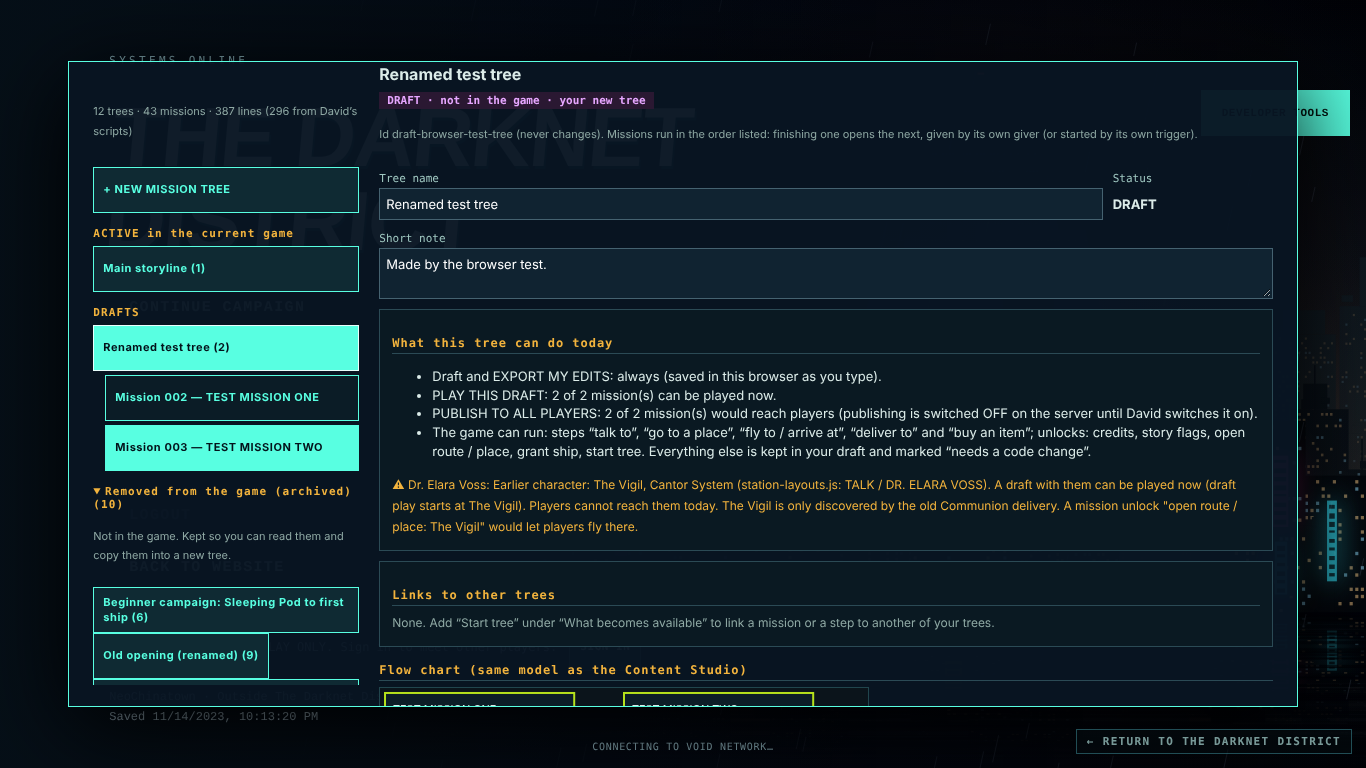 SYSTEMS ONLINE
12 trees · 43 missions · 387 lines (296 from David's
scripts)
+ NEW MISSION TREE
ACTIVE in the current game
Main storyline (1)
DRAFTS
Renamed test tree (2)
Mission 002 — TEST MISSION ONE
Mission 003 — TEST MISSION TWO
▼ Removed from the game (archived)
(10)
Not in the game. Kept so you can read them and
copy them into a new tree.
Beginner campaign: Sleeping Pod to first
ship (6)
Old opening (renamed) (9)
Renamed test tree
DRAFT · not in the game · your new tree
Id draft-browser-test-tree (never changes). Missions run in the order listed: finishing one opens the next, given by its own giver (or started by its own trigger).
Tree name
Status
Renamed test tree
DRAFT
Short note
Made by the browser test.
What this tree can do today
• Draft and EXPORT MY EDITS: always (saved in this browser as you type).
• PLAY THIS DRAFT: 2 of 2 mission(s) can be played now.
• PUBLISH TO ALL PLAYERS: 2 of 2 mission(s) would reach players (publishing is switched OFF on the server until David switches it on).
• The game can run: steps “talk to”, “go to a place”, “fly to / arrive at”, “deliver to” and “buy an item”; unlocks: credits, story flags, open
route / place, grant ship, start tree. Everything else is kept in your draft and marked “needs a code change”.
⚠ Dr. Elara Voss: Earlier character: The Vigil, Cantor System (station-layouts.js: TALK / DR. ELARA VOSS). A draft with them can be played now (draft
play starts at The Vigil). Players cannot reach them today. The Vigil is only discovered by the old Communion delivery. A mission unlock "open route /
place: The Vigil" would let players fly there.
Links to other trees
None. Add “Start tree” under “What becomes available” to link a mission or a step to another of your trees.
Flow chart (same model as the Content Studio)
TEST MISSION ONE
TEST MISSION TWO
THE DARKNET
DISTRICT
CONTINUE CAMPAIGN
BACK TO WEBSITE
DEVELOPER TOOLS
Saved 11/14/2023, 10:13:20 PM
CONNECTING TO VOID NETWORK…
← RETURN TO THE DARKNET DISTRICT